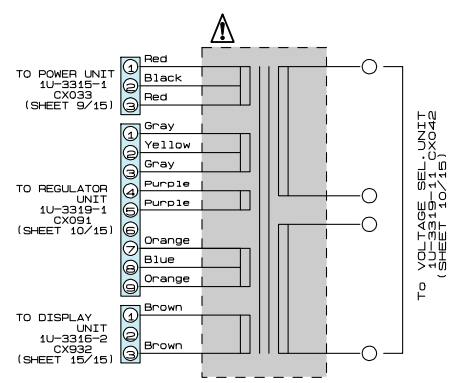 TO POWER UNIT
1U-3315-1
CX033
(SHEET 9/15)
1 Red
2 Black
3 Red
TO REGULATOR
UNIT
1U-3319-1
CX091
(SHEET 10/15)
1 Gray
2 Yellow
3 Gray
4 Purple
5 Purple
6
7 Orange
8 Blue
9 Orange
TO DISPLAY
UNIT
1U-3316-2
CX932
(SHEET 15/15)
1 Brown
2
3 Brown
To VOLTAGE SEL.UNIT
1U-3319-11 CX042
(SHEET 10/15)